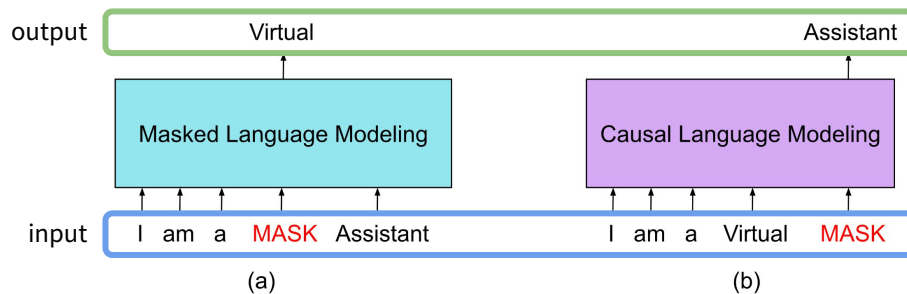 output Virtual Assistant
Masked Language Modeling Causal Language Modeling
input I am a MASK Assistant I am a Virtual MASK
(a) (b)